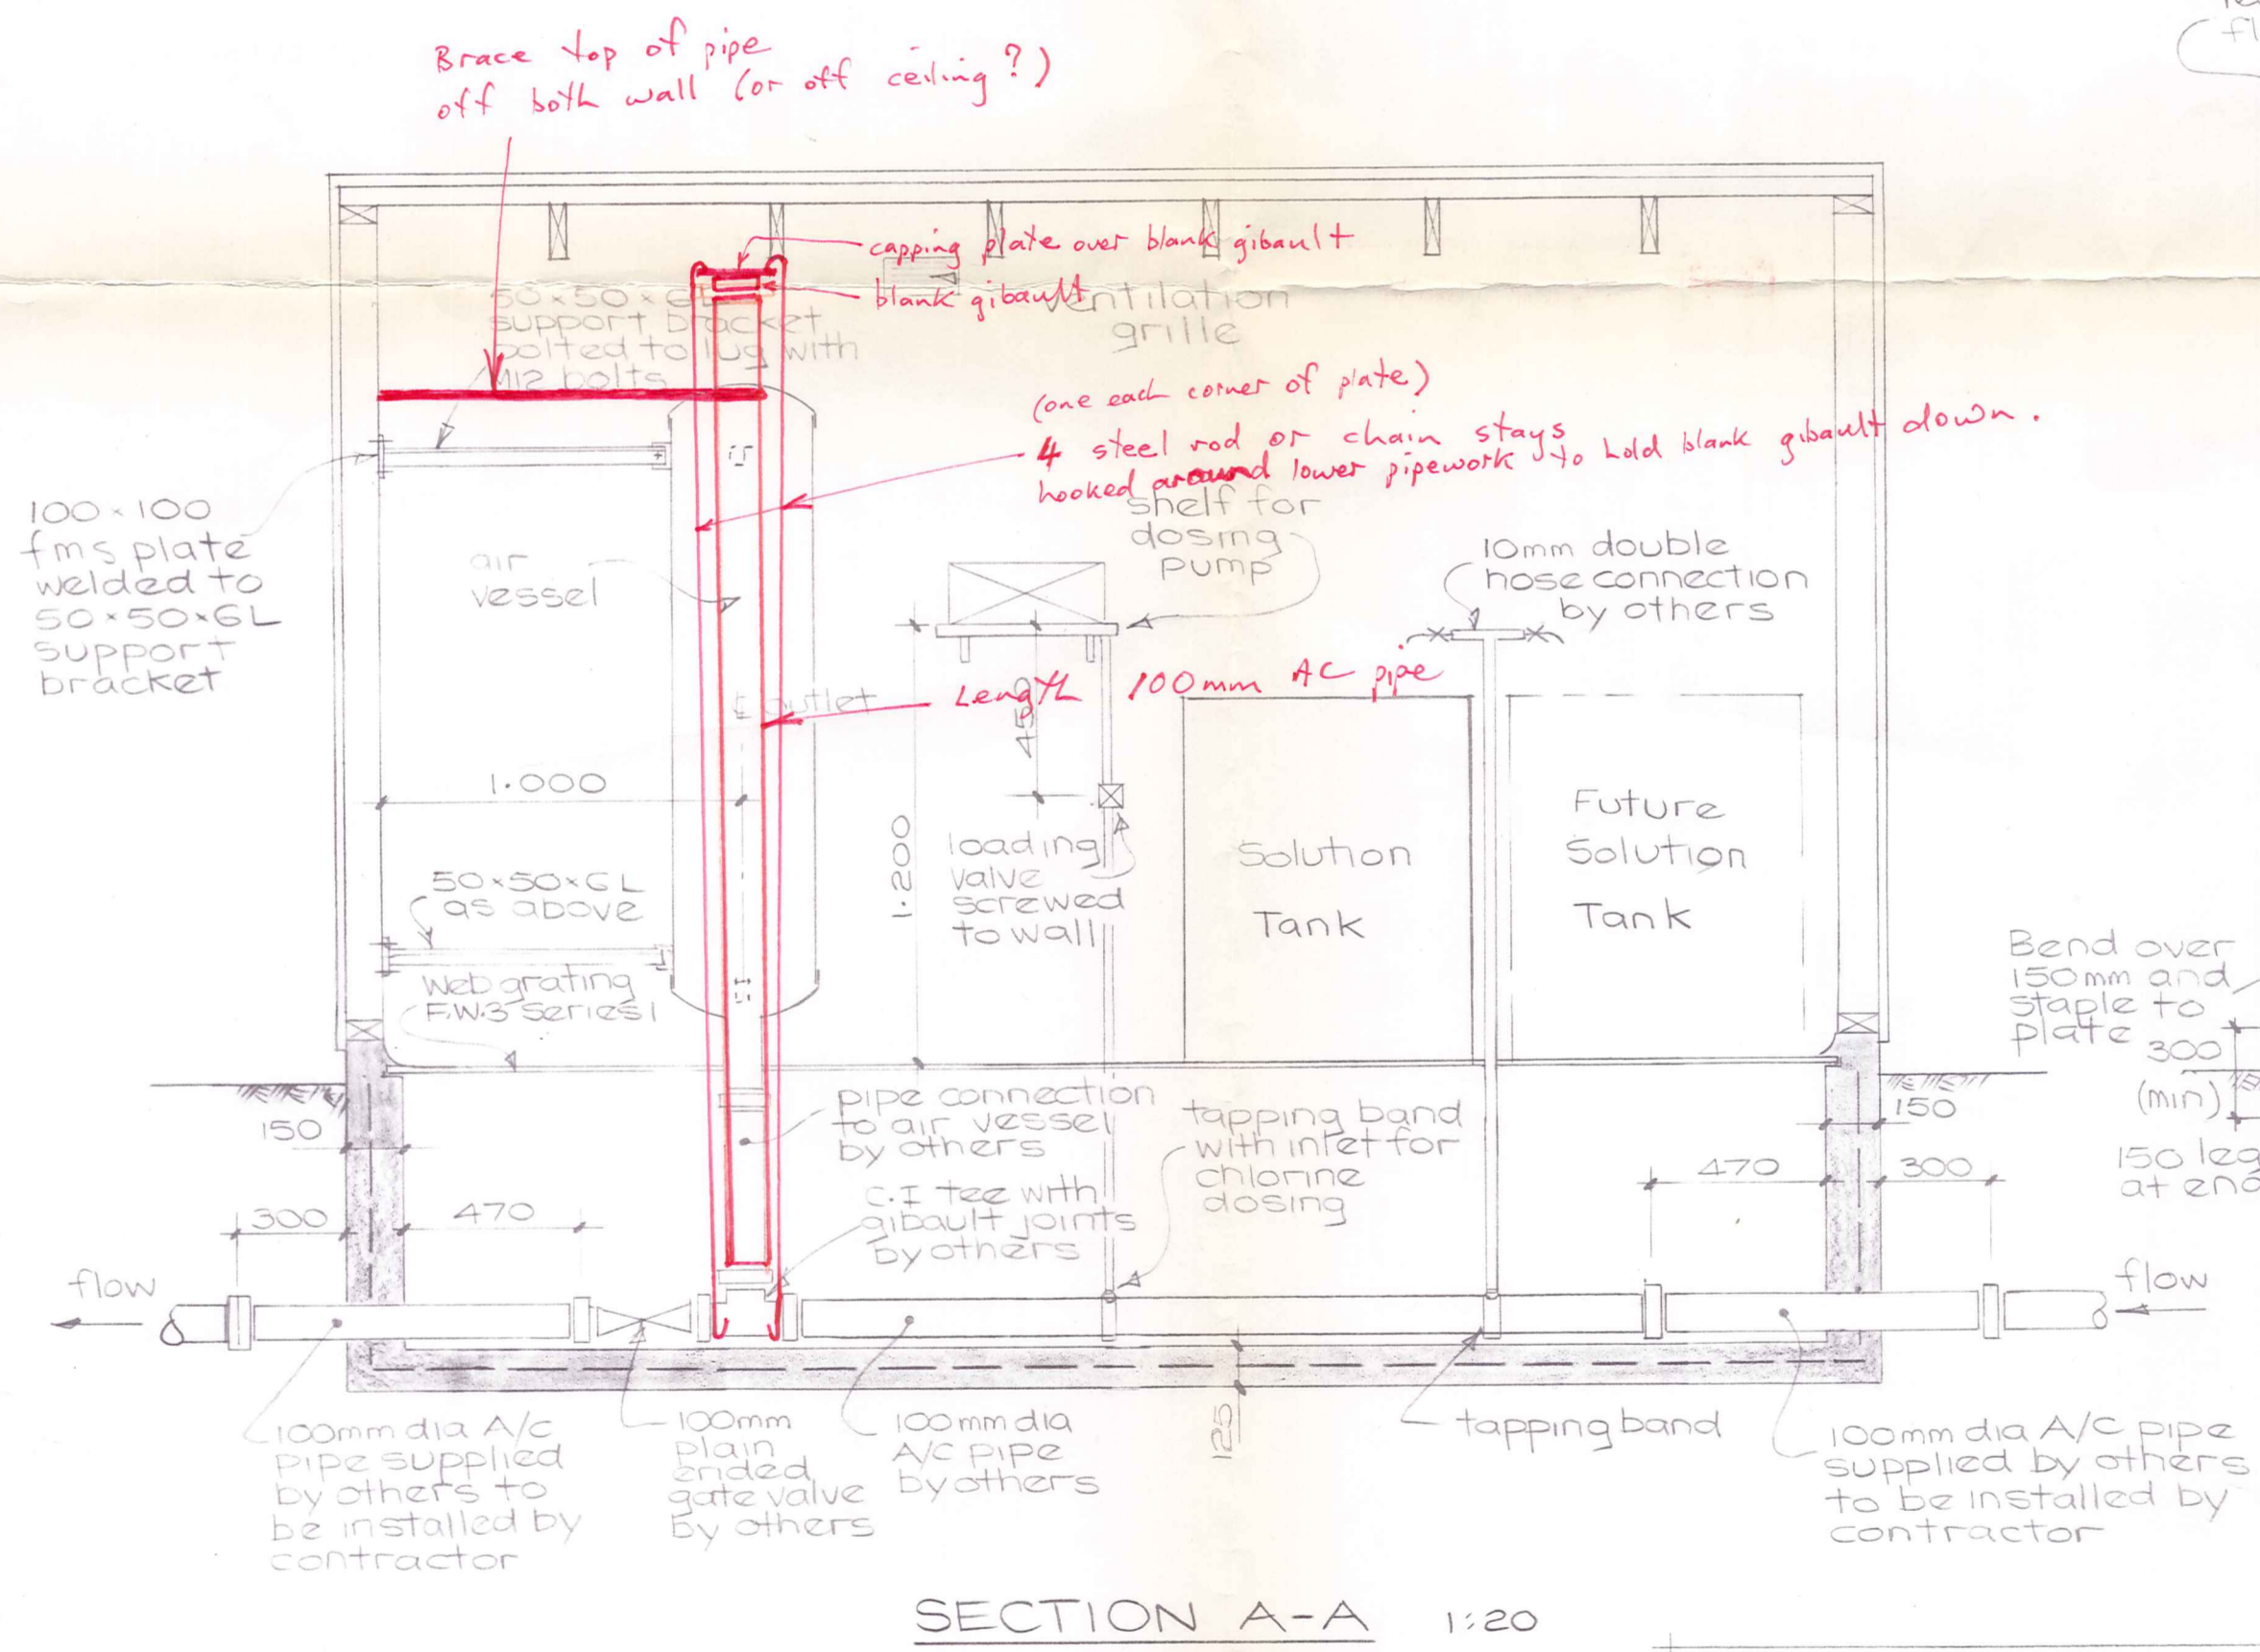 Brace top of pipe
off both wall (or off ceiling?)
capping plate over blank gibault
blank gibault
ventilation
grille
50×50×6L
support bracket
bolted to lug with
M12 bolts
(one each corner of plate)
4 steel rod or chain stays
hooked around lower pipework to hold blank gibault down.
100×100
fms plate
welded to
50×50×6L
support
bracket
air
vessel
shelf for
dosing
pump
10mm double
hose connection
by others
Length 100mm AC pipe
℄ outlet
450
1.000
1.200
loading
valve
screwed
to wall
Solution
Tank
Future
Solution
Tank
50×50×6L
as above
Web grating
F.W.3 Series 1
Bend over
150mm and
staple to
plate
300
(min)
pipe connection
to air vessel
by others
tapping band
with inlet for
chlorine
dosing
C.I tee with
gibault joints
by others
150
300
470
150
470
300
flow
flow
125
100mm dia A/C
pipe supplied
by others to
be installed by
contractor
100mm
plain
ended
gate valve
by others
100mm dia
A/C pipe
by others
tapping band
100mm dia A/C pipe
supplied by others
to be installed by
contractor
at end
SECTION A-A 1:20